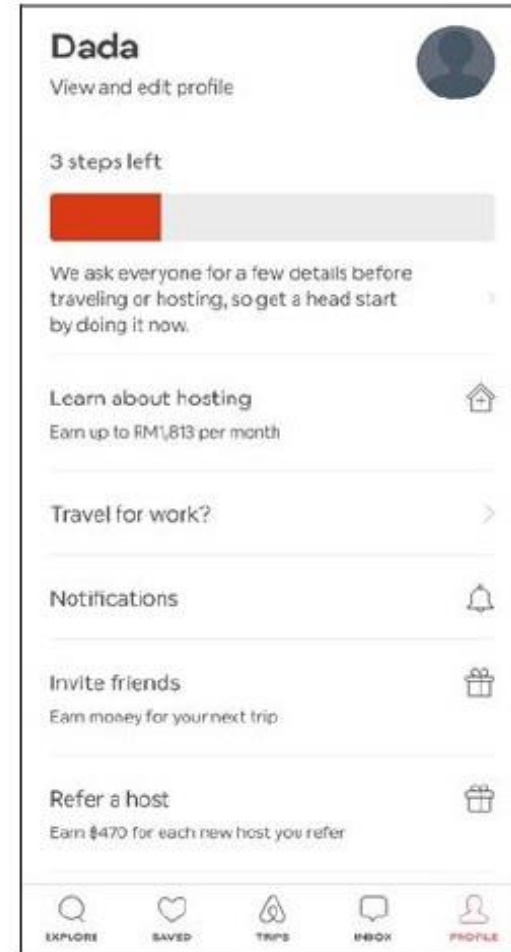 Dada
View and edit profile
3 steps left
We ask everyone for a few details before
traveling or hosting, so get a head start
by doing it now.
Learn about hosting
Earn up to RM1,813 per month
Travel for work?
Notifications
Invite friends
Earn money for your next trip
Refer a host
Earn $470 for each new host you refer
EXPLORE SAVED TRIPS INBOX PROFILE